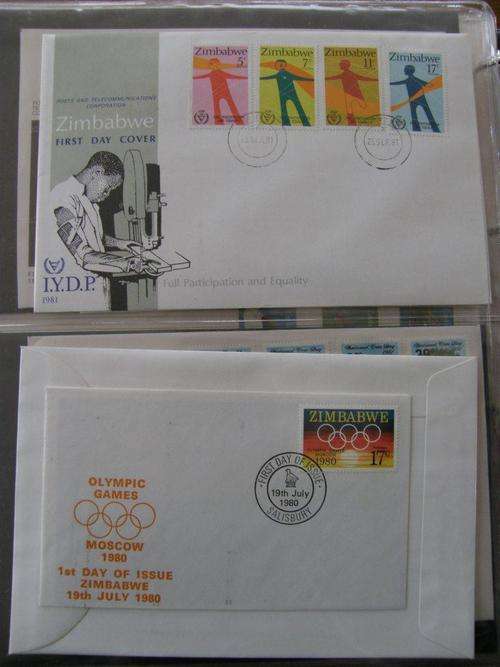 Zimbabwe
5c
Zimbabwe
7c
Zimbabwe
11c
Zimbabwe
17c
POSTS AND TELECOMMUNICATIONS
CORPORATION
Zimbabwe
FIRST DAY COVER
I.Y.D.P.
1981
Full Participation and Equality
ZIMBABWE
1980
17c
FIRST DAY OF ISSUE
19th July
1980
SALISBURY
OLYMPIC
GAMES
MOSCOW
1980
1st DAY OF ISSUE
ZIMBABWE
19th JULY 1980